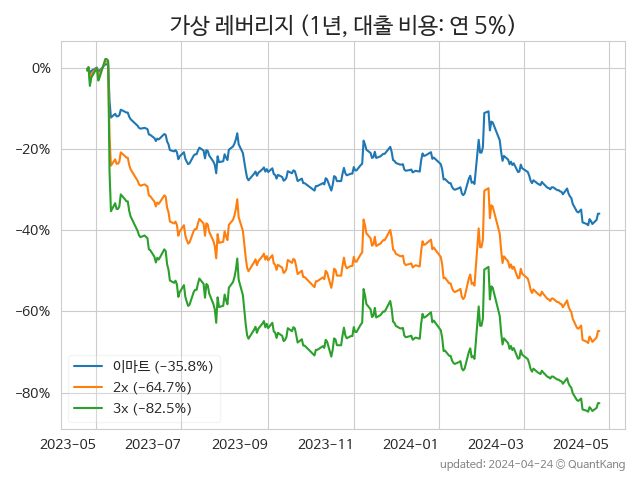 가상 레버리지 (1년, 대출 비용: 연 5%)
0%
−20%
−40%
−60%
−80%
이마트 (−35.8%)
2x (−64.7%)
3x (−82.5%)
2023−05 2023−07 2023−09 2023−11 2024−01 2024−03 2024−05
updated: 2024−04−24 © QuantKang